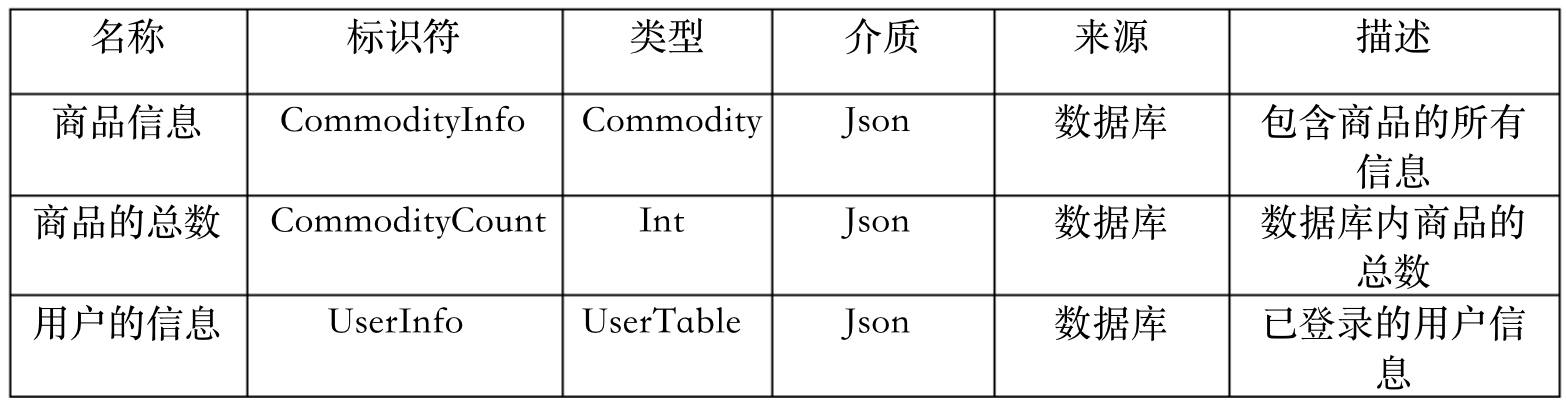 名称 标识符 类型 介质 来源 描述
商品信息 CommodityInfo Commodity Json 数据库 包含商品的所有
信息
商品的总数 CommodityCount Int Json 数据库 数据库内商品的
总数
用户的信息 UserInfo UserTable Json 数据库 已登录的用户信
息